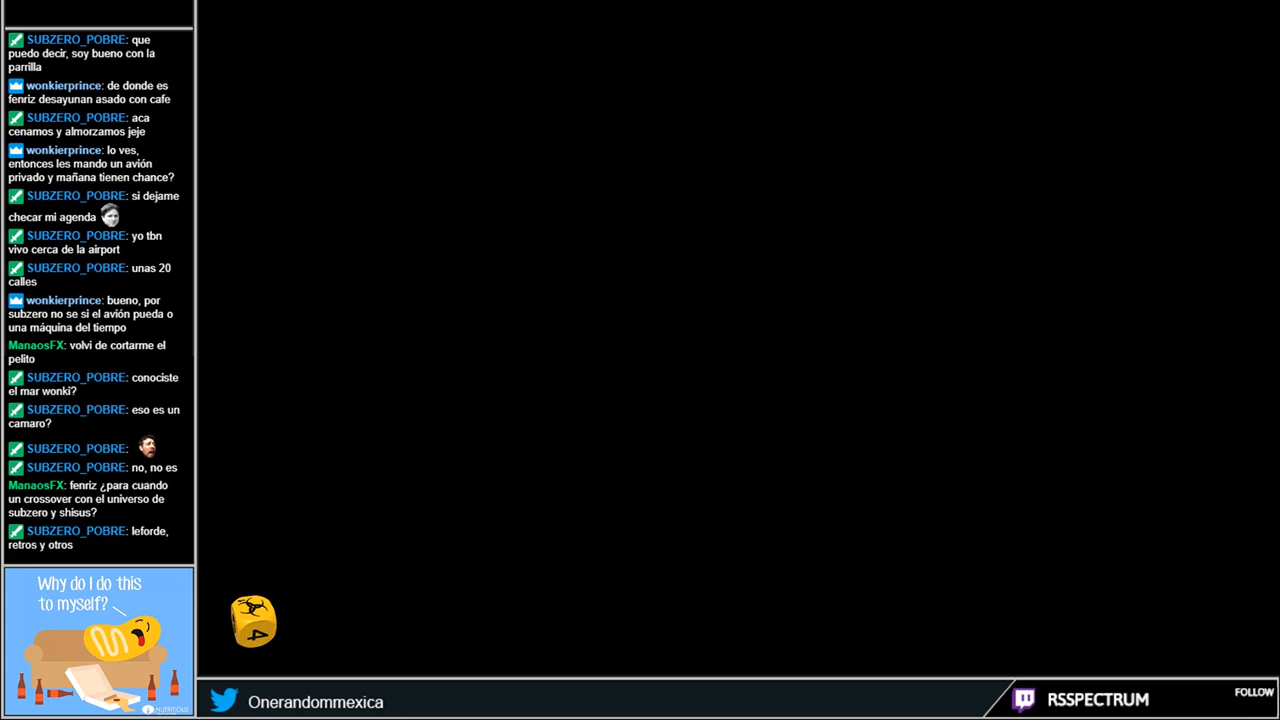 SUBZERO_POBRE: que
puedo decir, soy bueno con la
parrilla
wonkierprince: de donde es
fenriz desayunan asado con cafe
SUBZERO_POBRE: aca
cenamos y almorzamos jeje
wonkierprince: lo ves,
entonces les mando un avión
privado y mañana tienen chance?
SUBZERO_POBRE: si dejame
checar mi agenda
SUBZERO_POBRE: yo tbn
vivo cerca de la airport
SUBZERO_POBRE: unas 20
calles
wonkierprince: bueno, por
subzero no se si el avión pueda o
una máquina del tiempo
ManaosFX: volvi de cortarme el
pelito
SUBZERO_POBRE: conociste
el mar wonki?
SUBZERO_POBRE: eso es un
camaro?
SUBZERO_POBRE:
SUBZERO_POBRE: no, no es
ManaosFX: fenriz ¿para cuando
un crossover con el universo de
subzero y shisus?
SUBZERO_POBRE: leforde,
retros y otros
Why do I do this
to myself?
4
Onerandommexica
RSSPECTRUM
FOLLOW